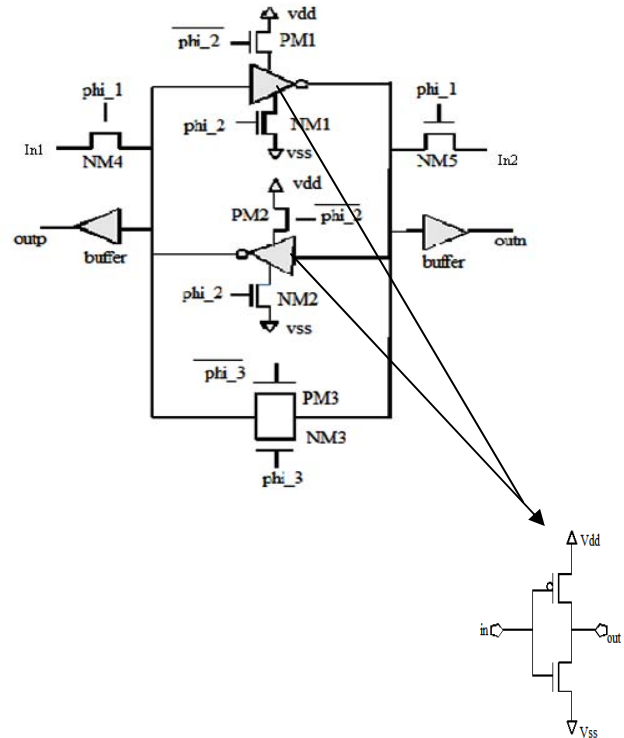 vdd
phi_2
PM1
phi_1
phi_1
phi_2
NM1
In1
NM4
vss
NM5
In2
vdd
PM2
phi_2
outp
buffer
buffer
outn
phi_2
NM2
vss
phi_3
PM3
NM3
phi_3
Vdd
in
out
Vss